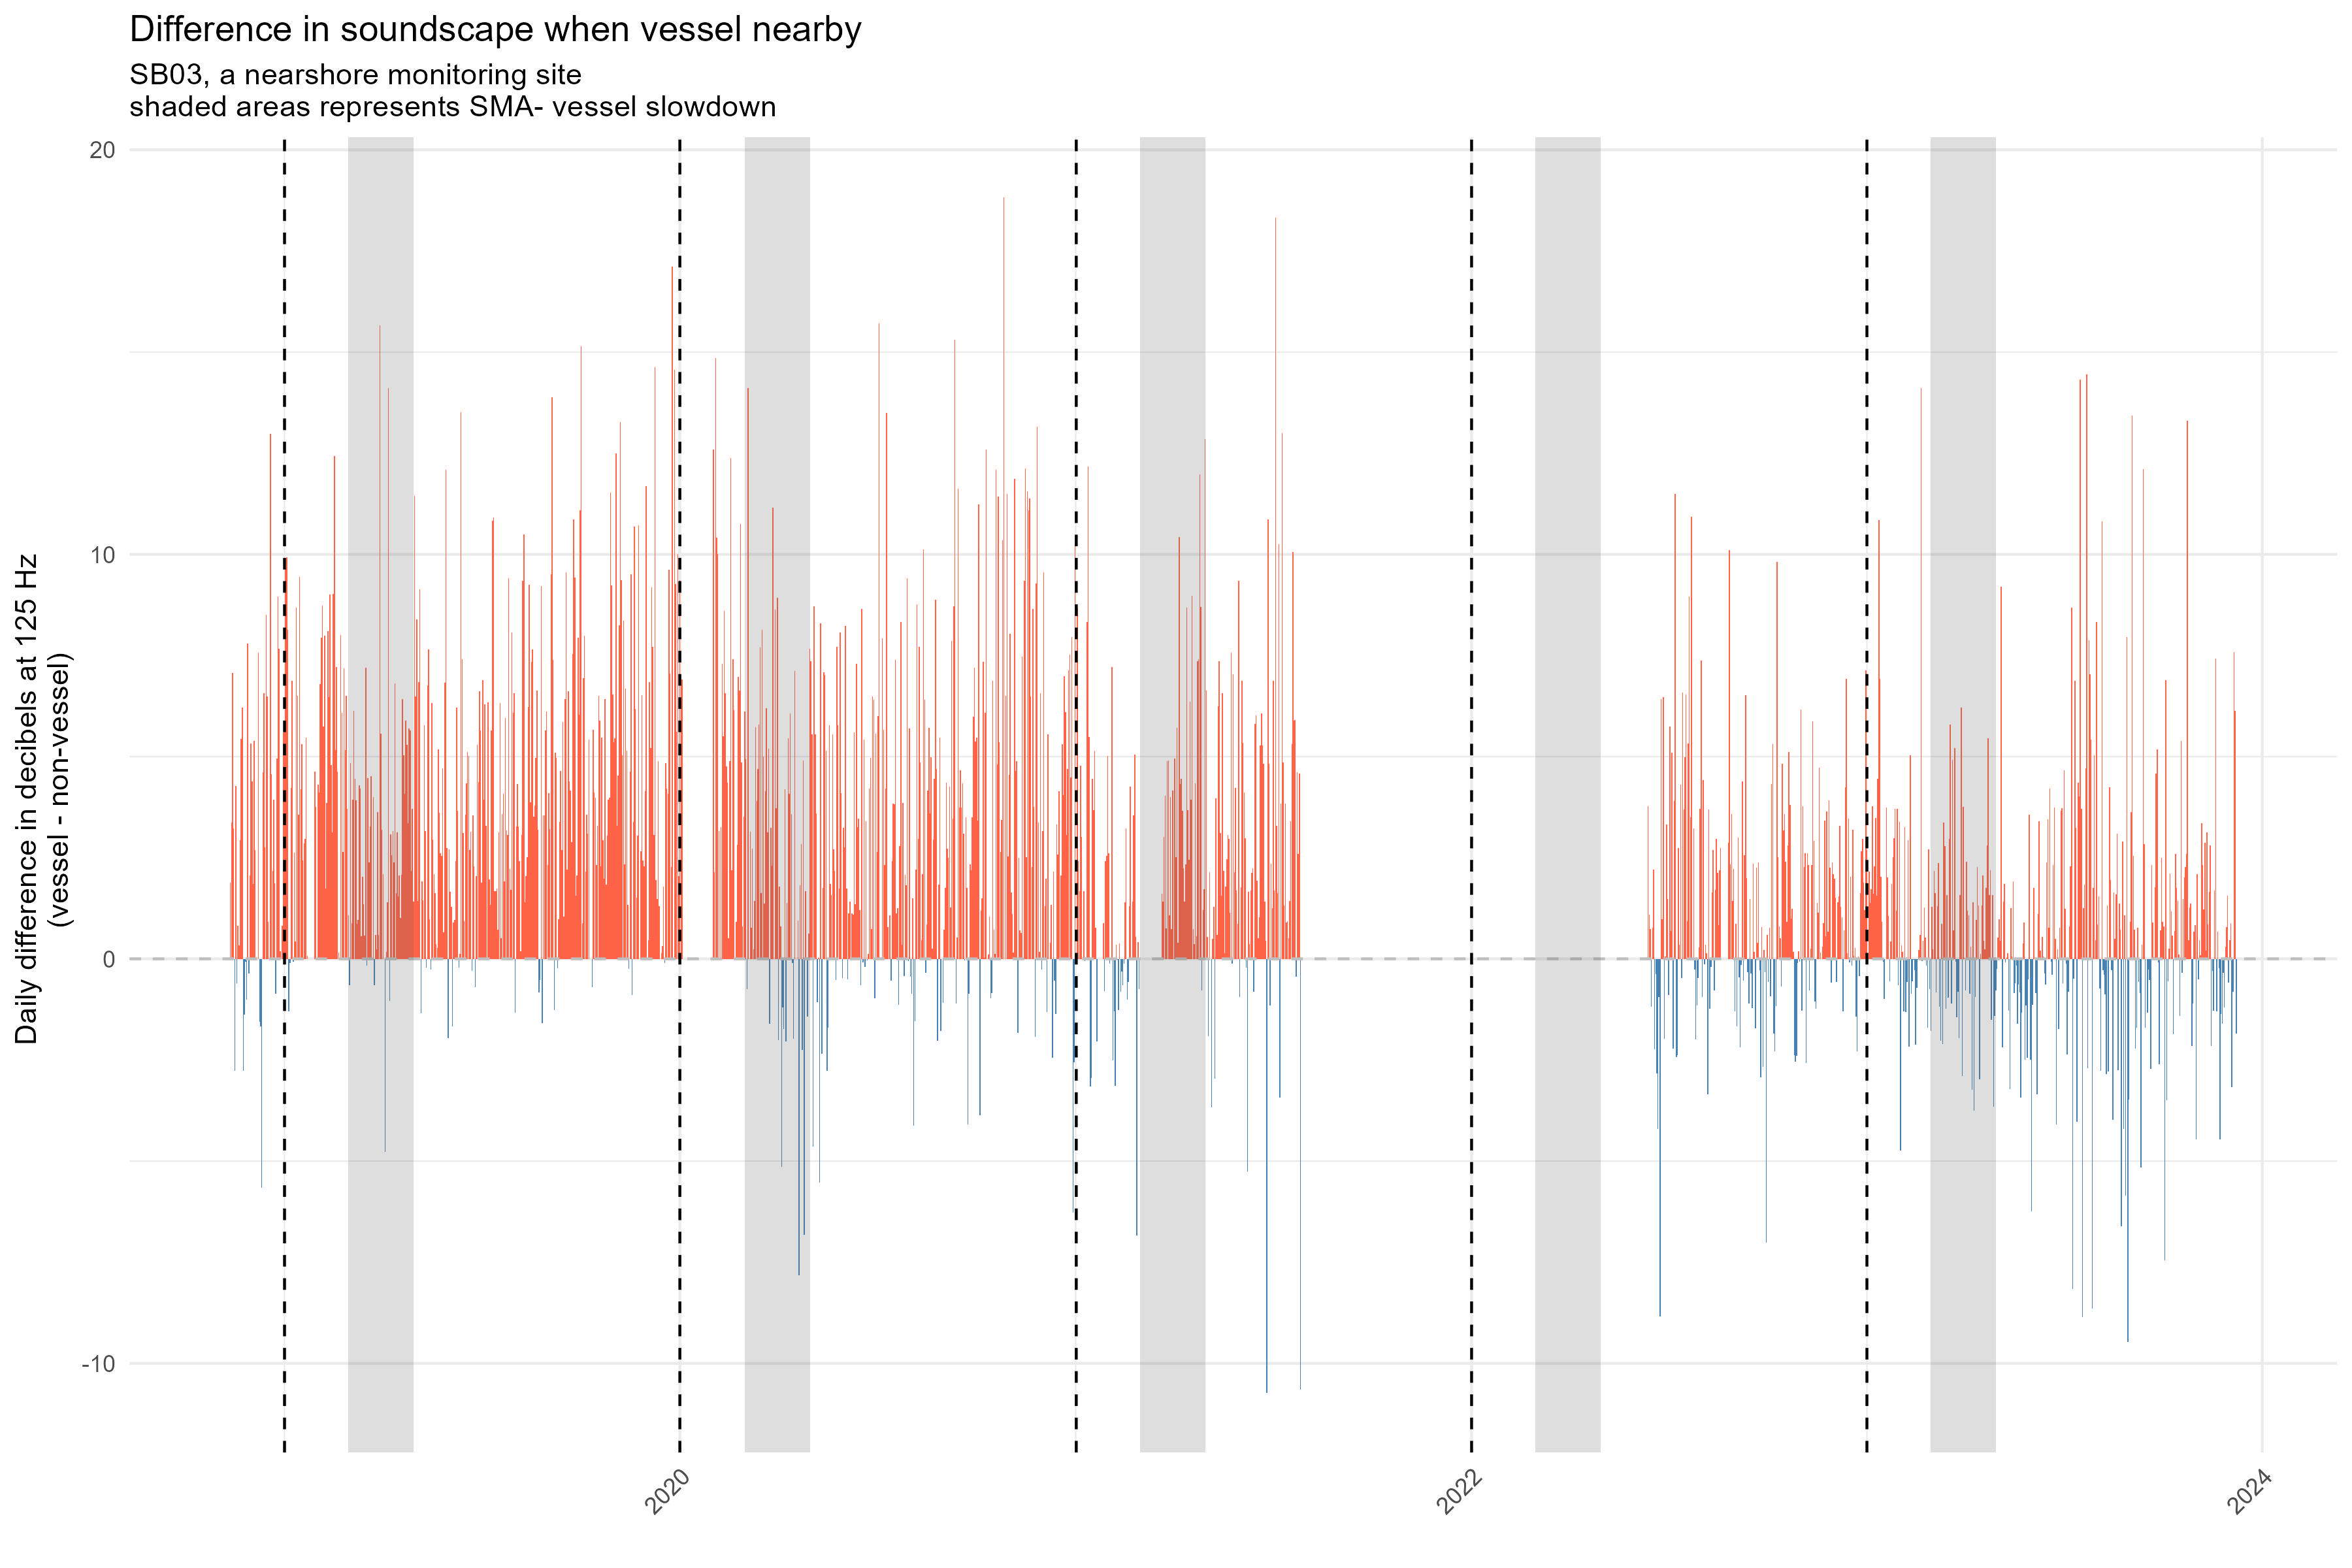 Difference in soundscape when vessel nearby
SB03, a nearshore monitoring site
shaded areas represents SMA- vessel slowdown
Daily difference in decibels at 125 Hz
(vessel - non-vessel)
20
10
0
-10
2020
2022
2024